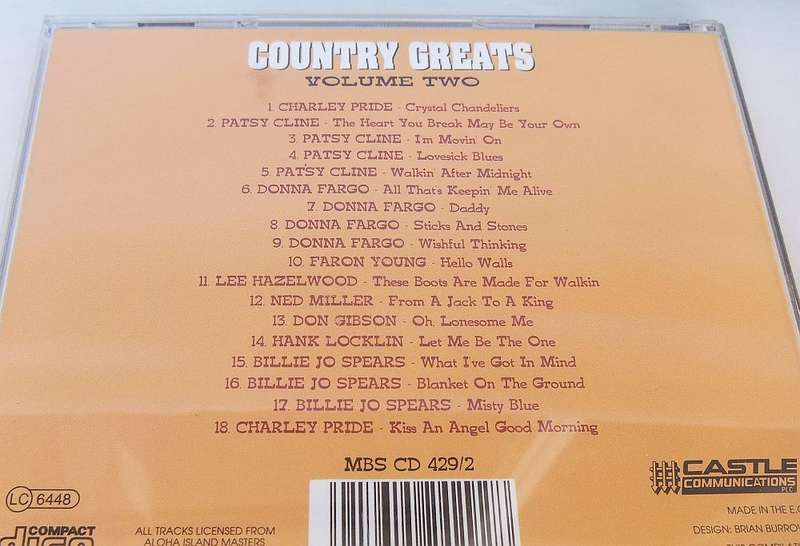 COUNTRY GREATS
VOLUME TWO
1. CHARLEY PRIDE - Crystal Chandeliers
2. PATSY CLINE - The Heart You Break May Be Your Own
3. PATSY CLINE - I'm Movin' On
4. PATSY CLINE - Lovesick Blues
5. PATSY CLINE - Walkin' After Midnight
6. DONNA FARGO - All That's Keepin' Me Alive
7. DONNA FARGO - Daddy
8. DONNA FARGO - Sticks And Stones
9. DONNA FARGO - Wishful Thinking
10. FARON YOUNG - Hello Walls
11. LEE HAZELWOOD - These Boots Are Made For Walkin
12. NED MILLER - From A Jack To A King
13. DON GIBSON - Oh, Lonesome Me
14. HANK LOCKLIN - Let Me Be The One
15. BILLIE JO SPEARS - What I've Got In Mind
16. BILLIE JO SPEARS - Blanket On The Ground
17. BILLIE JO SPEARS - Misty Blue
18. CHARLEY PRIDE - Kiss An Angel Good Morning
MBS CD 429/2
CASTLE
COMMUNICATIONS
PLC
LC 6448
MADE IN THE E.
COMPACT
disc
ALL TRACKS LICENSED FROM
ALOHA ISLAND MASTERS
DESIGN: BRIAN BURRO
THIS COMPILATI